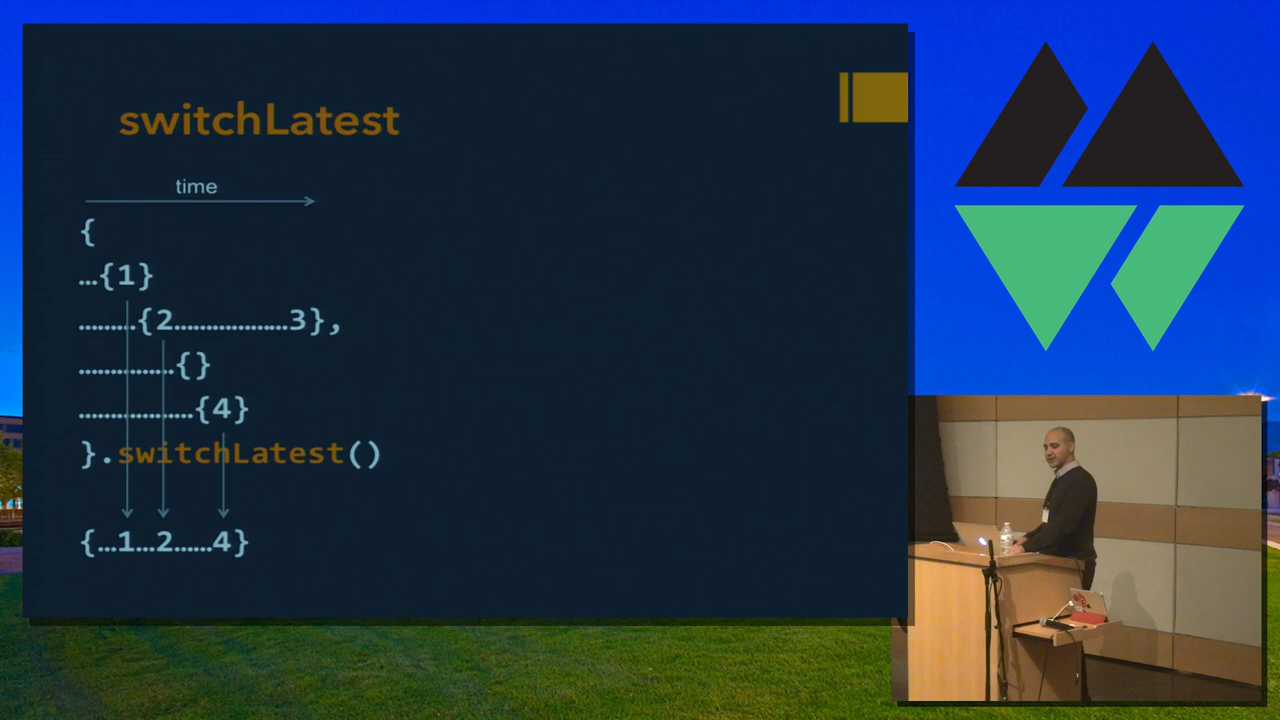 switchLatest
time
{
…{1}
………{2………………3},
……………{}
………………{4}
}.switchLatest()
{…1…2……4}